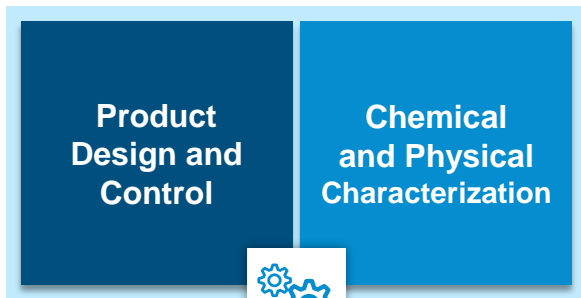 Product
Design and
Control
Chemical
and Physical
Characterization